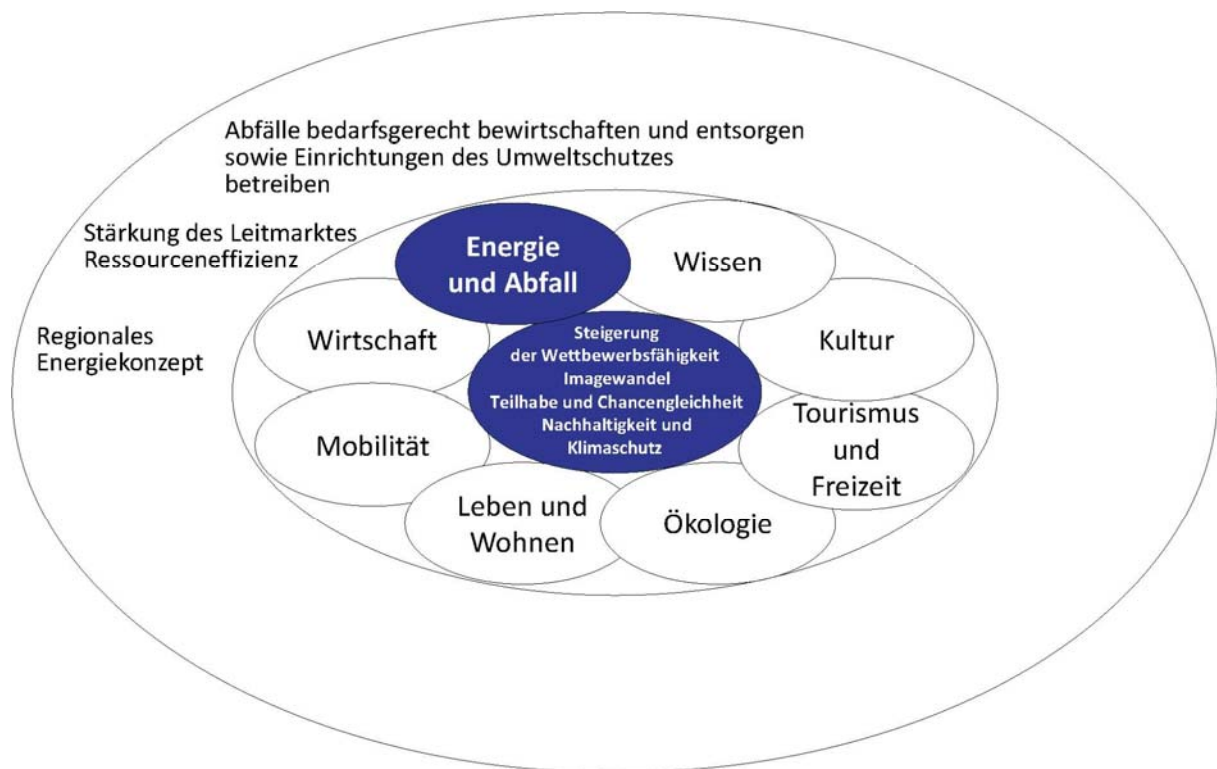 Abfälle bedarfsgerecht bewirtschaften und entsorgen
sowie Einrichtungen des Umweltschutzes
betreiben
Stärkung des Leitmarktes
Ressourceneffizienz
Regionales
Energiekonzept
Energie
und Abfall
Wissen
Wirtschaft
Kultur
Steigerung
der Wettbewerbsfähigkeit
Imagewandel
Teilhabe und Chancengleichheit
Nachhaltigkeit und
Klimaschutz
Mobilität
Tourismus
und
Freizeit
Leben und
Wohnen
Ökologie